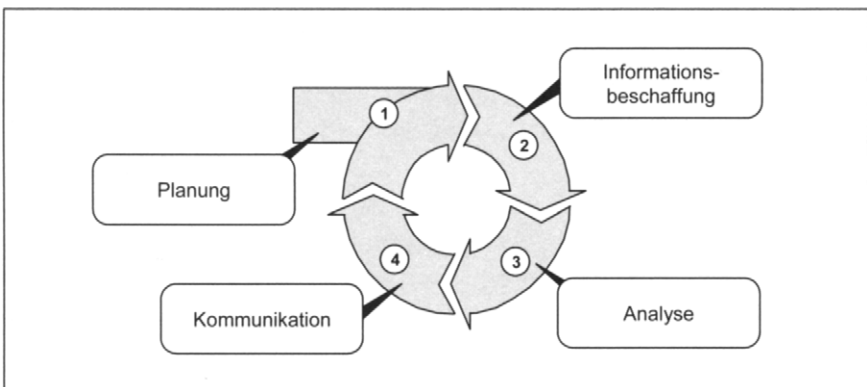 1
Planung
2
Informations-
beschaffung
3
Analyse
4
Kommunikation